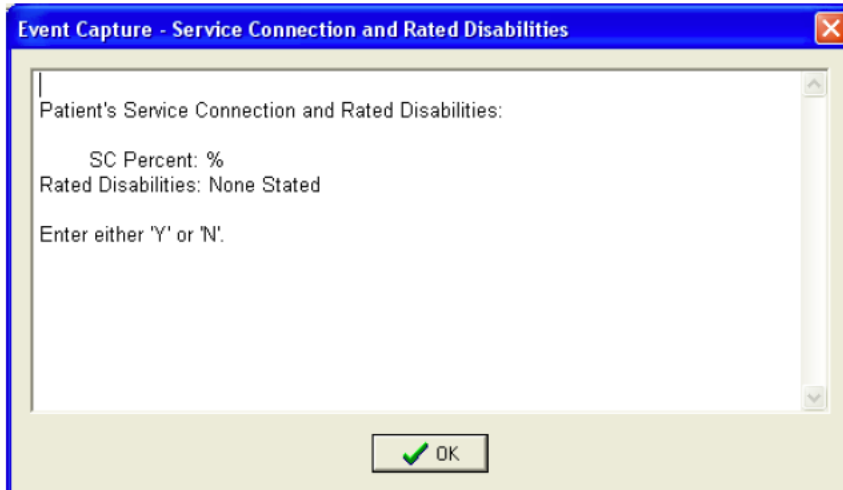 Event Capture - Service Connection and Rated Disabilities
Patient's Service Connection and Rated Disabilities:
SC Percent: %
Rated Disabilities: None Stated
Enter either 'Y' or 'N'.
OK